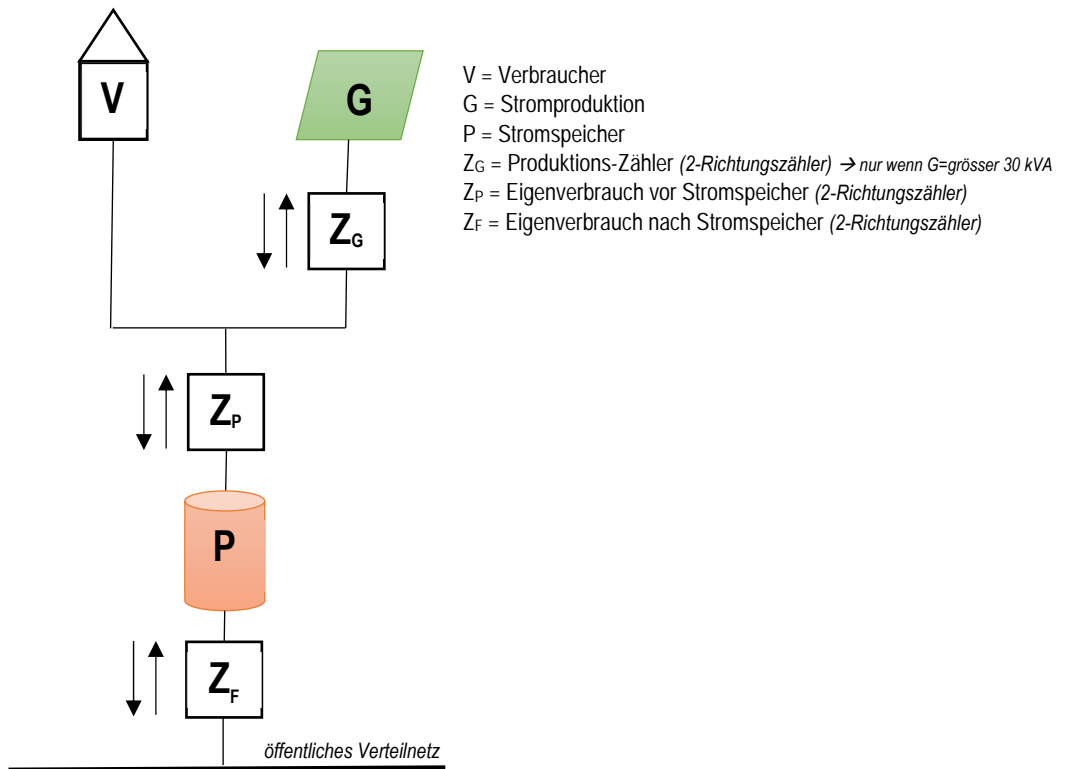 V
G
V = Verbraucher
G = Stromproduktion
P = Stromspeicher
ZG = Produktions-Zähler (2-Richtungszähler) → nur wenn G=grösser 30 kVA
ZP = Eigenverbrauch vor Stromspeicher (2-Richtungszähler)
ZF = Eigenverbrauch nach Stromspeicher (2-Richtungszähler)
ZG
ZP
P
ZF
öffentliches Verteilnetz